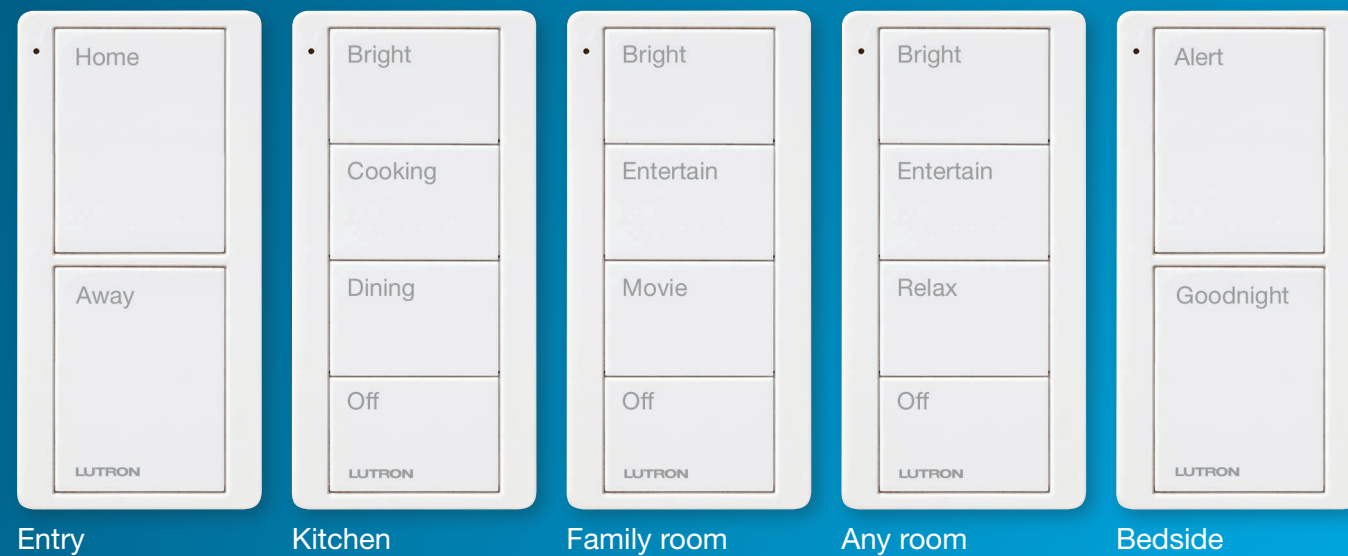 Home
Away
LUTRON
Entry
Bright
Cooking
Dining
Off
LUTRON
Kitchen
Bright
Entertain
Movie
Off
LUTRON
Family room
Bright
Entertain
Relax
Off
LUTRON
Any room
Alert
Goodnight
LUTRON
Bedside